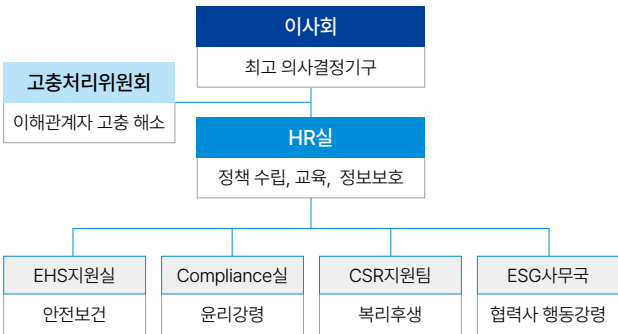 이사회
최고 의사결정기구
고충처리위원회
이해관계자 고충 해소
HR실
정책 수립, 교육, 정보보호
EHS지원실
안전보건
Compliance실
윤리강령
CSR지원팀
복리후생
ESG사무국
협력사 행동강령